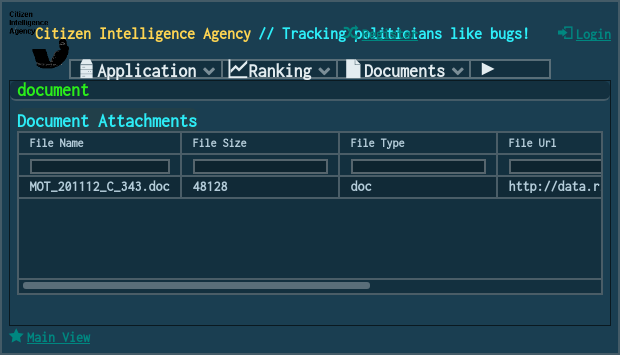 Citizen
Intelligence
Agency
Citizen Intelligence Agency // Tracking politicians like bugs!
Login
Application
Ranking
Documents
document
Document Attachments
File Name File Size File Type File Url
MOT_201112_C_343.doc 48128 doc http://data.r
Main View